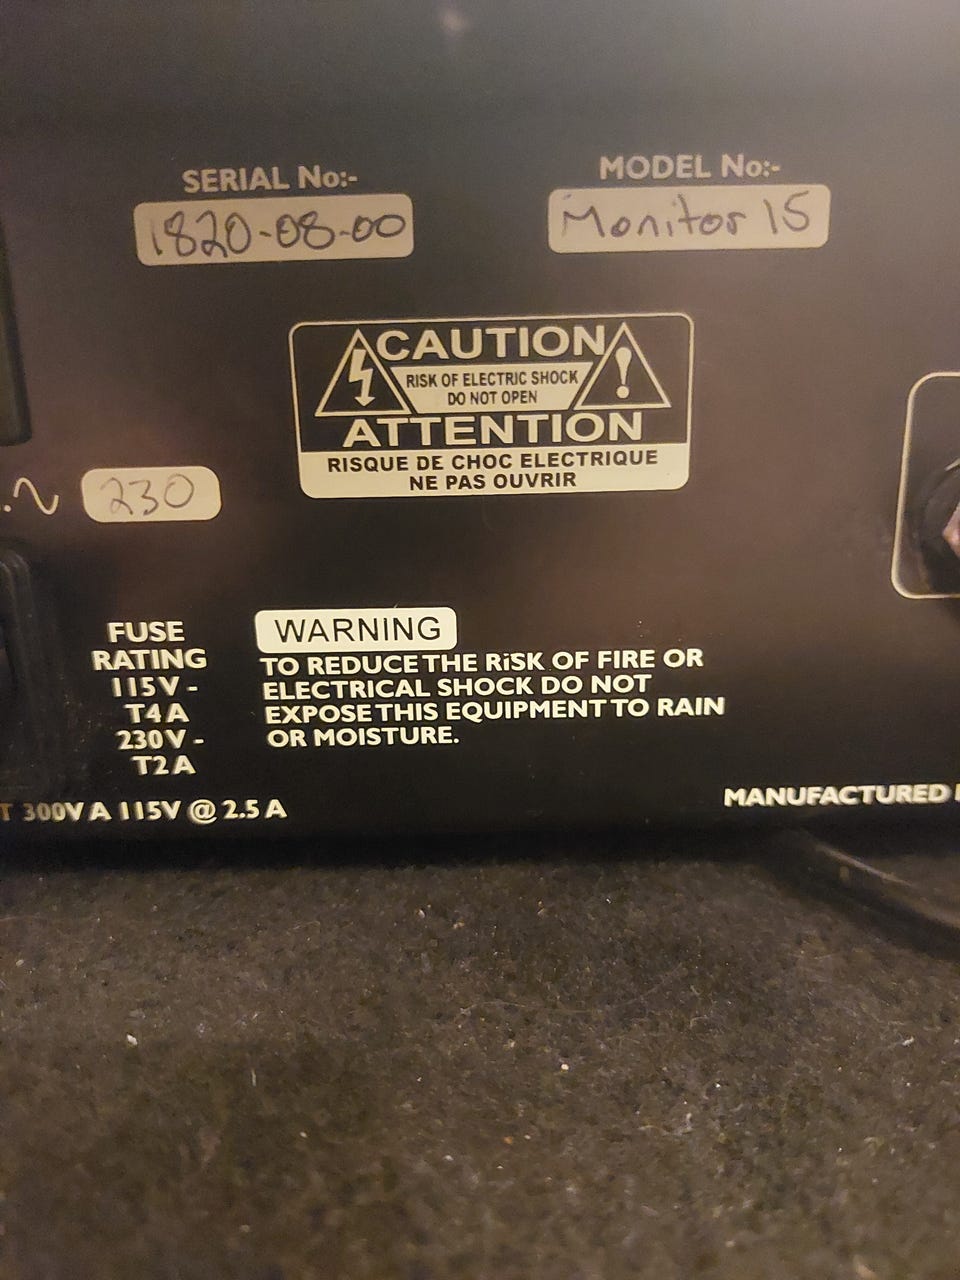 SERIAL No:-
1820-08-00
MODEL No:-
Monitor 15
CAUTION
RISK OF ELECTRIC SHOCK
DO NOT OPEN
ATTENTION
RISQUE DE CHOC ELECTRIQUE
NE PAS OUVRIR
230
FUSE
RATING
115V -
T4A
230V -
T2A
WARNING
TO REDUCE THE RiSK OF FIRE OR
ELECTRICAL SHOCK DO NOT
EXPOSE THIS EQUIPMENT TO RAIN
OR MOISTURE.
300VA 115V @ 2.5A
MANUFACTURED